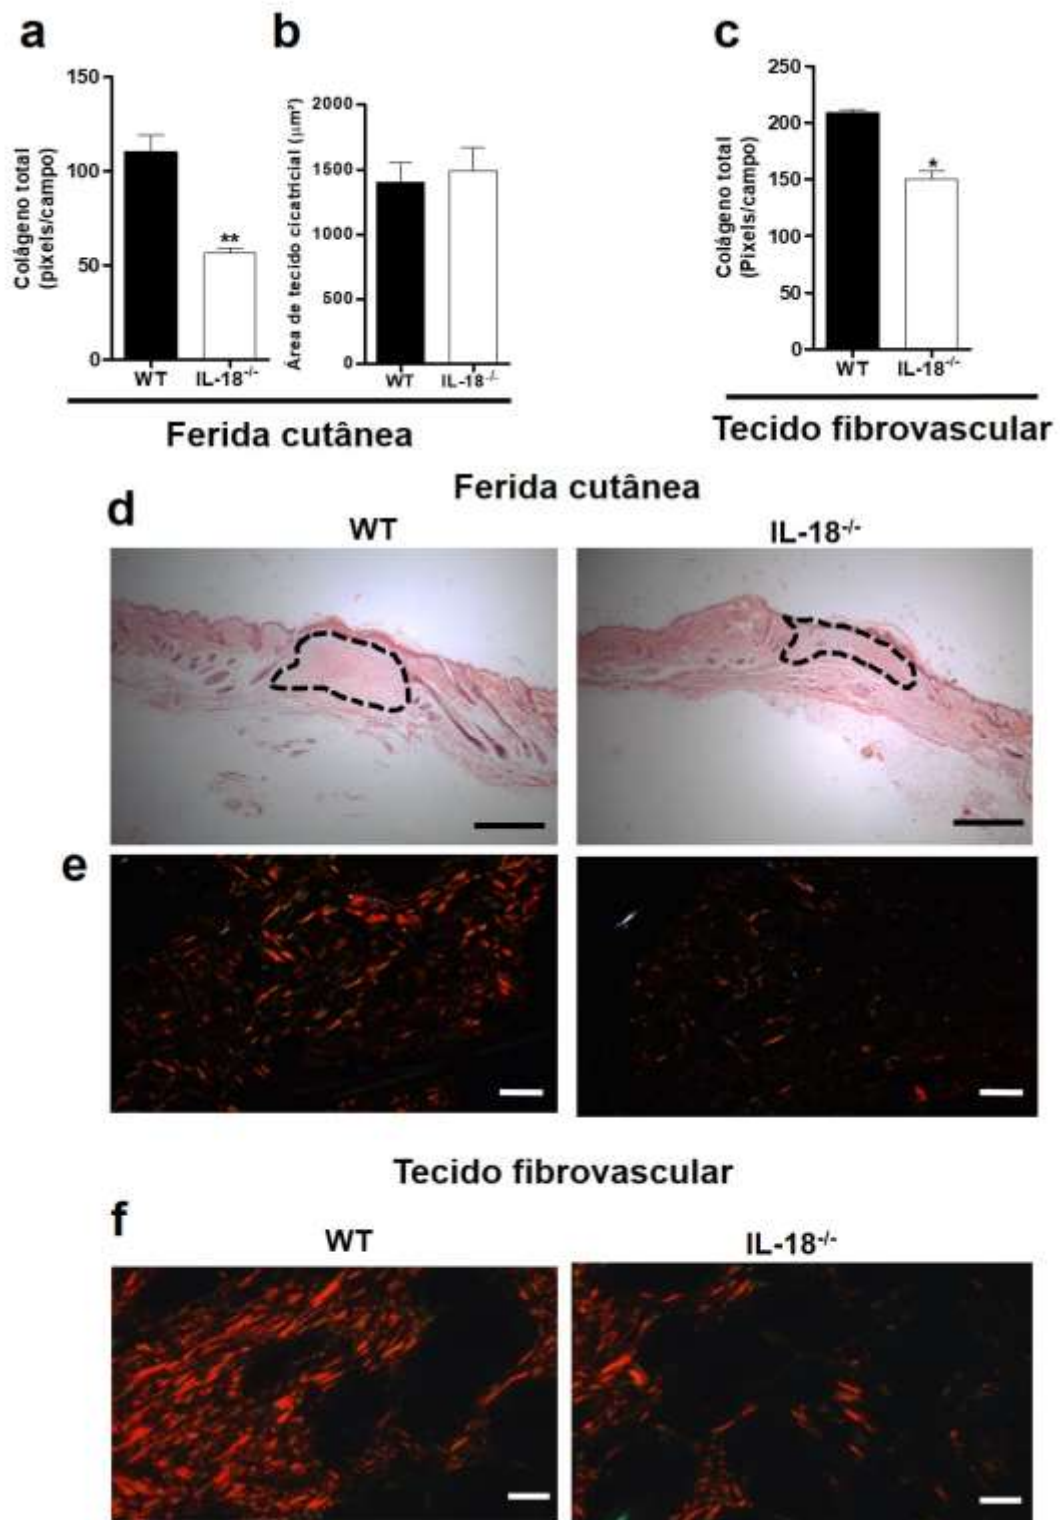 a
b
c
150
100
50
0
Colágeno total
(pixels/campo)
**
WT
IL-18-/-
2000
1500
1000
500
0
Área de tecido cicatricial (µm²)
WT
IL-18-/-
Ferida cutânea
250
200
150
100
50
0
Colágeno total
(Pixels/campo)
*
WT
IL-18-/-
Tecido fibrovascular
Ferida cutânea
d
WT
IL-18-/-
e
Tecido fibrovascular
f
WT
IL-18-/-